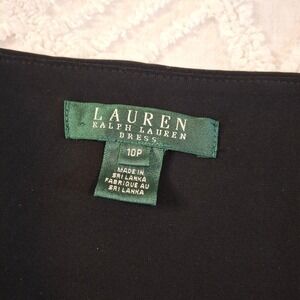 LAUREN
RALPH LAUREN
DRESS
10P
MADE IN
SRI LANKA
FABRIQUE AU
SRI LANKA